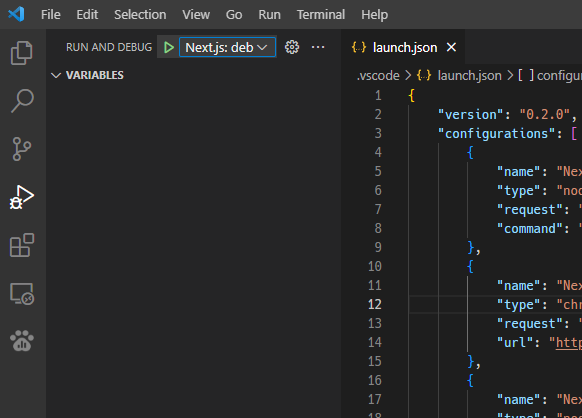 File Edit Selection View Go Run Terminal Help
RUN AND DEBUG Next.js: deb
launch.json
VARIABLES
.vscode > {} launch.json > [ ] configur
1 {
2 "version": "0.2.0",
3 "configurations": [
4 {
5 "name": "Nex
6 "type": "nod
7 "request": "
8 "command": "
9 },
10 {
11 "name": "Nex
12 "type": "chr
13 "request": "
14 "url": "http
15 },
16 {
17 "name": "Nex
18 "type": "nod